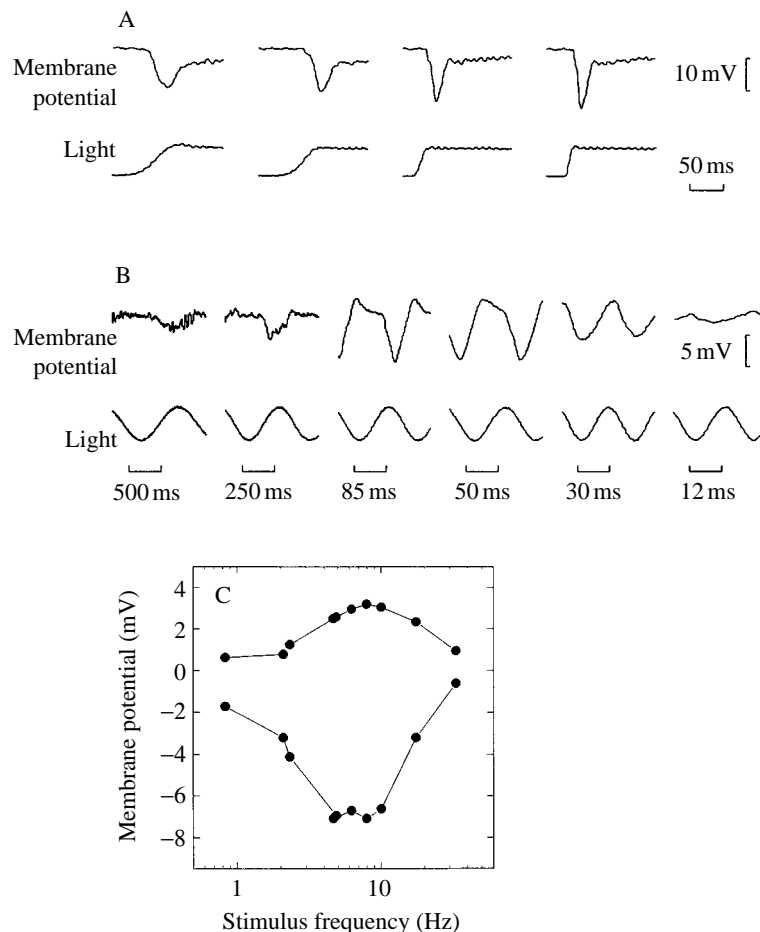 A
Membrane
potential
10 mV
Light
50 ms
B
Membrane
potential
5 mV
Light
500 ms 250 ms 85 ms 50 ms 30 ms 12 ms
C
4
2
0
−2
−4
−6
−8
Membrane potential (mV)
1 10
Stimulus frequency (Hz)